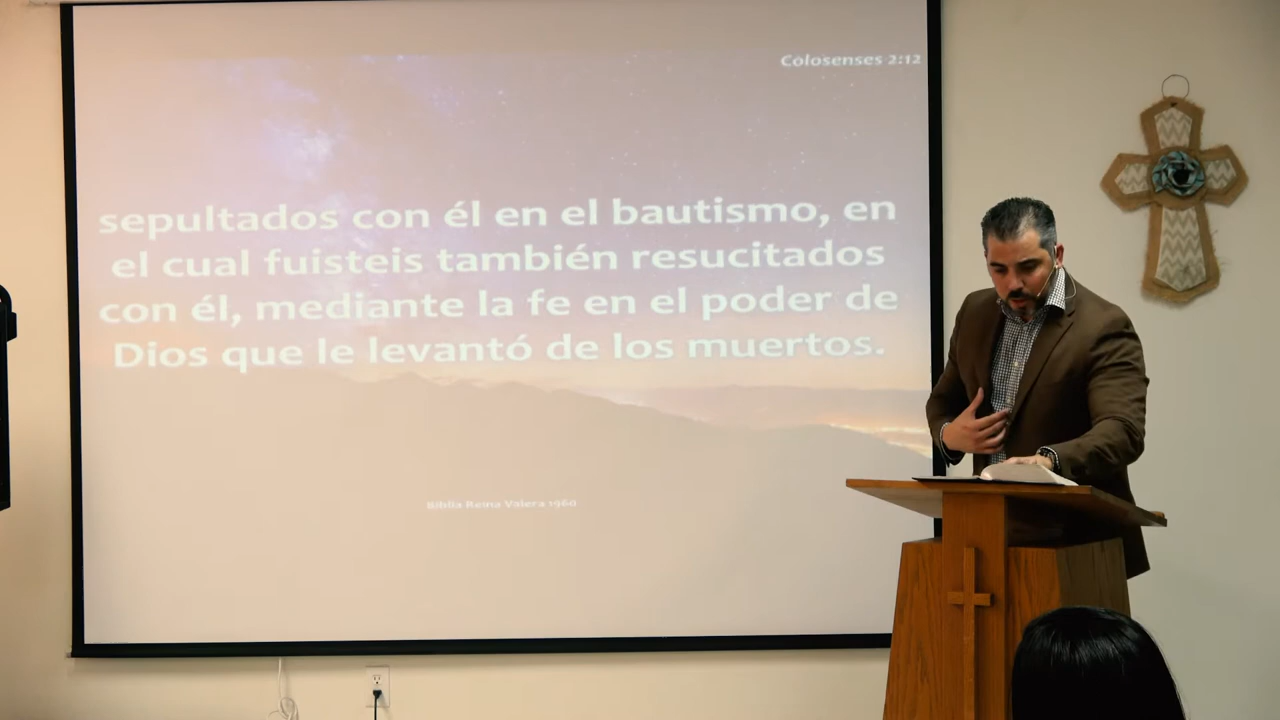 Colosenses 2:12
sepultados con él en el bautismo, en
el cual fuisteis también resucitados
con él, mediante la fe en el poder de
Dios que le levantó de los muertos.
Biblia Reina Valera 1960